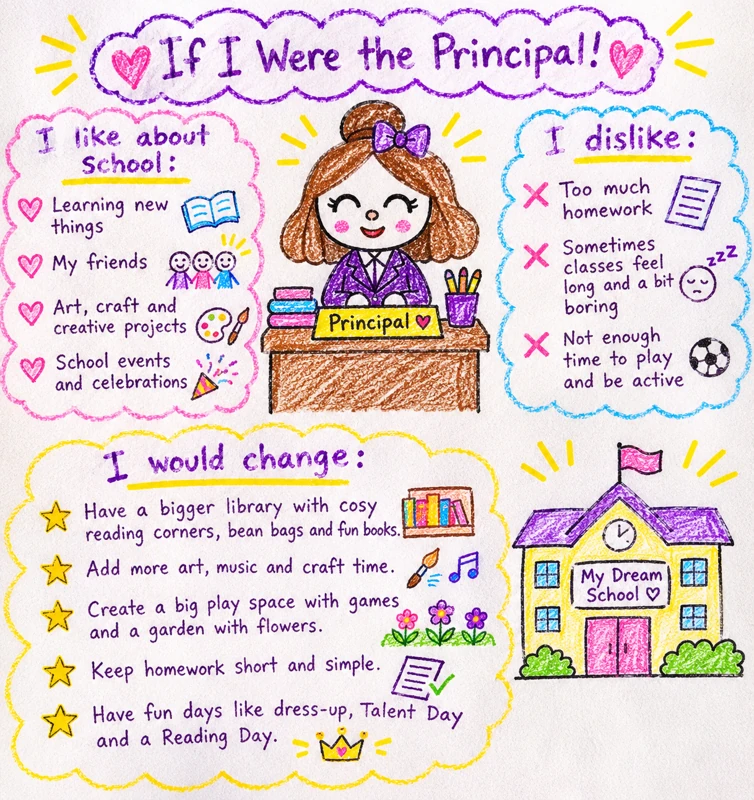 If I Were the Principal!
I like about
School:
Learning new
things
My friends
Art, craft and
creative projects
School events
and celebrations
Principal
I dislike:
Too much
homework
Sometimes
classes feel
long and a bit
boring
zzz
Not enough
time to play
and be active
I would change:
Have a bigger library with cosy
reading corners, bean bags and fun books.
Add more art, music and craft time.
Create a big play space with games
and a garden with flowers.
Keep homework short and simple.
Have fun days like dress-up, Talent Day
and a Reading Day.
My Dream
School